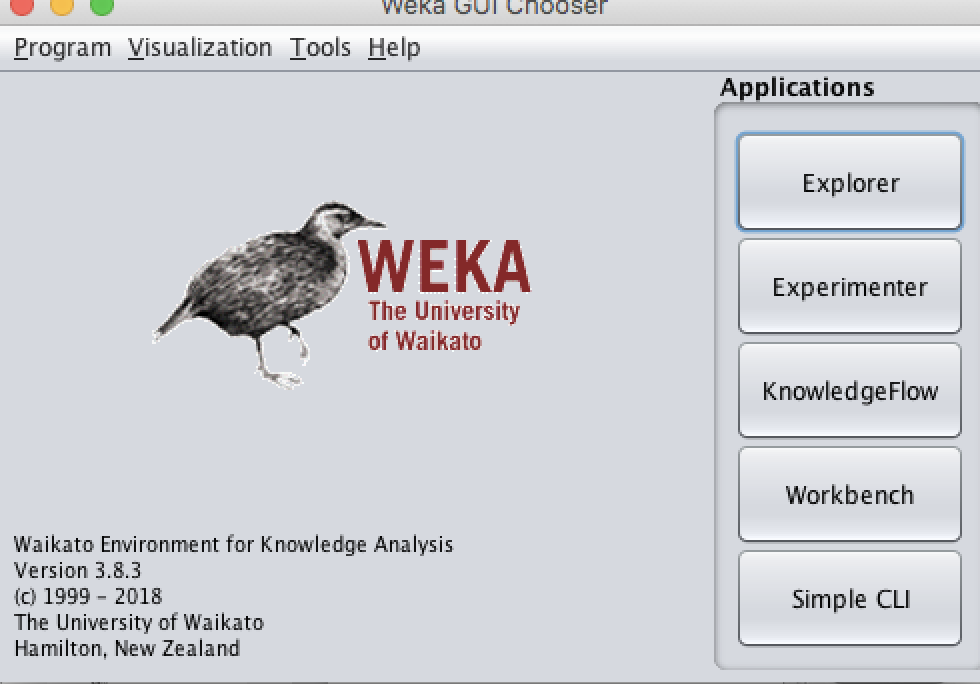 Weka GUI Chooser
Program Visualization Tools Help
Applications
Explorer
Experimenter
KnowledgeFlow
Workbench
Simple CLI
WEKA
The University
of Waikato
Waikato Environment for Knowledge Analysis
Version 3.8.3
(c) 1999 – 2018
The University of Waikato
Hamilton, New Zealand